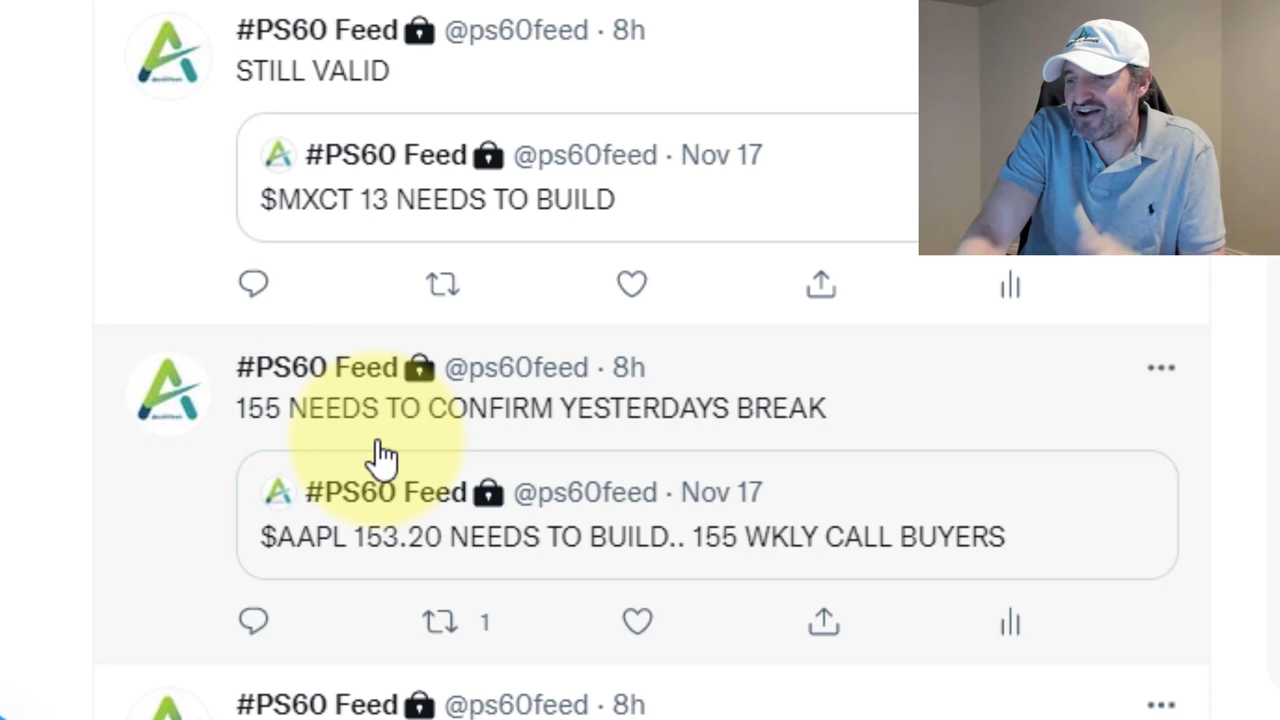 #PS60 Feed @ps60feed · 8h
STILL VALID
#PS60 Feed @ps60feed · Nov 17
$MXCT 13 NEEDS TO BUILD
#PS60 Feed @ps60feed · 8h
155 NEEDS TO CONFIRM YESTERDAYS BREAK
#PS60 Feed @ps60feed · Nov 17
$AAPL 153.20 NEEDS TO BUILD.. 155 WKLY CALL BUYERS
1
#PS60 Feed @ps60feed · 8h